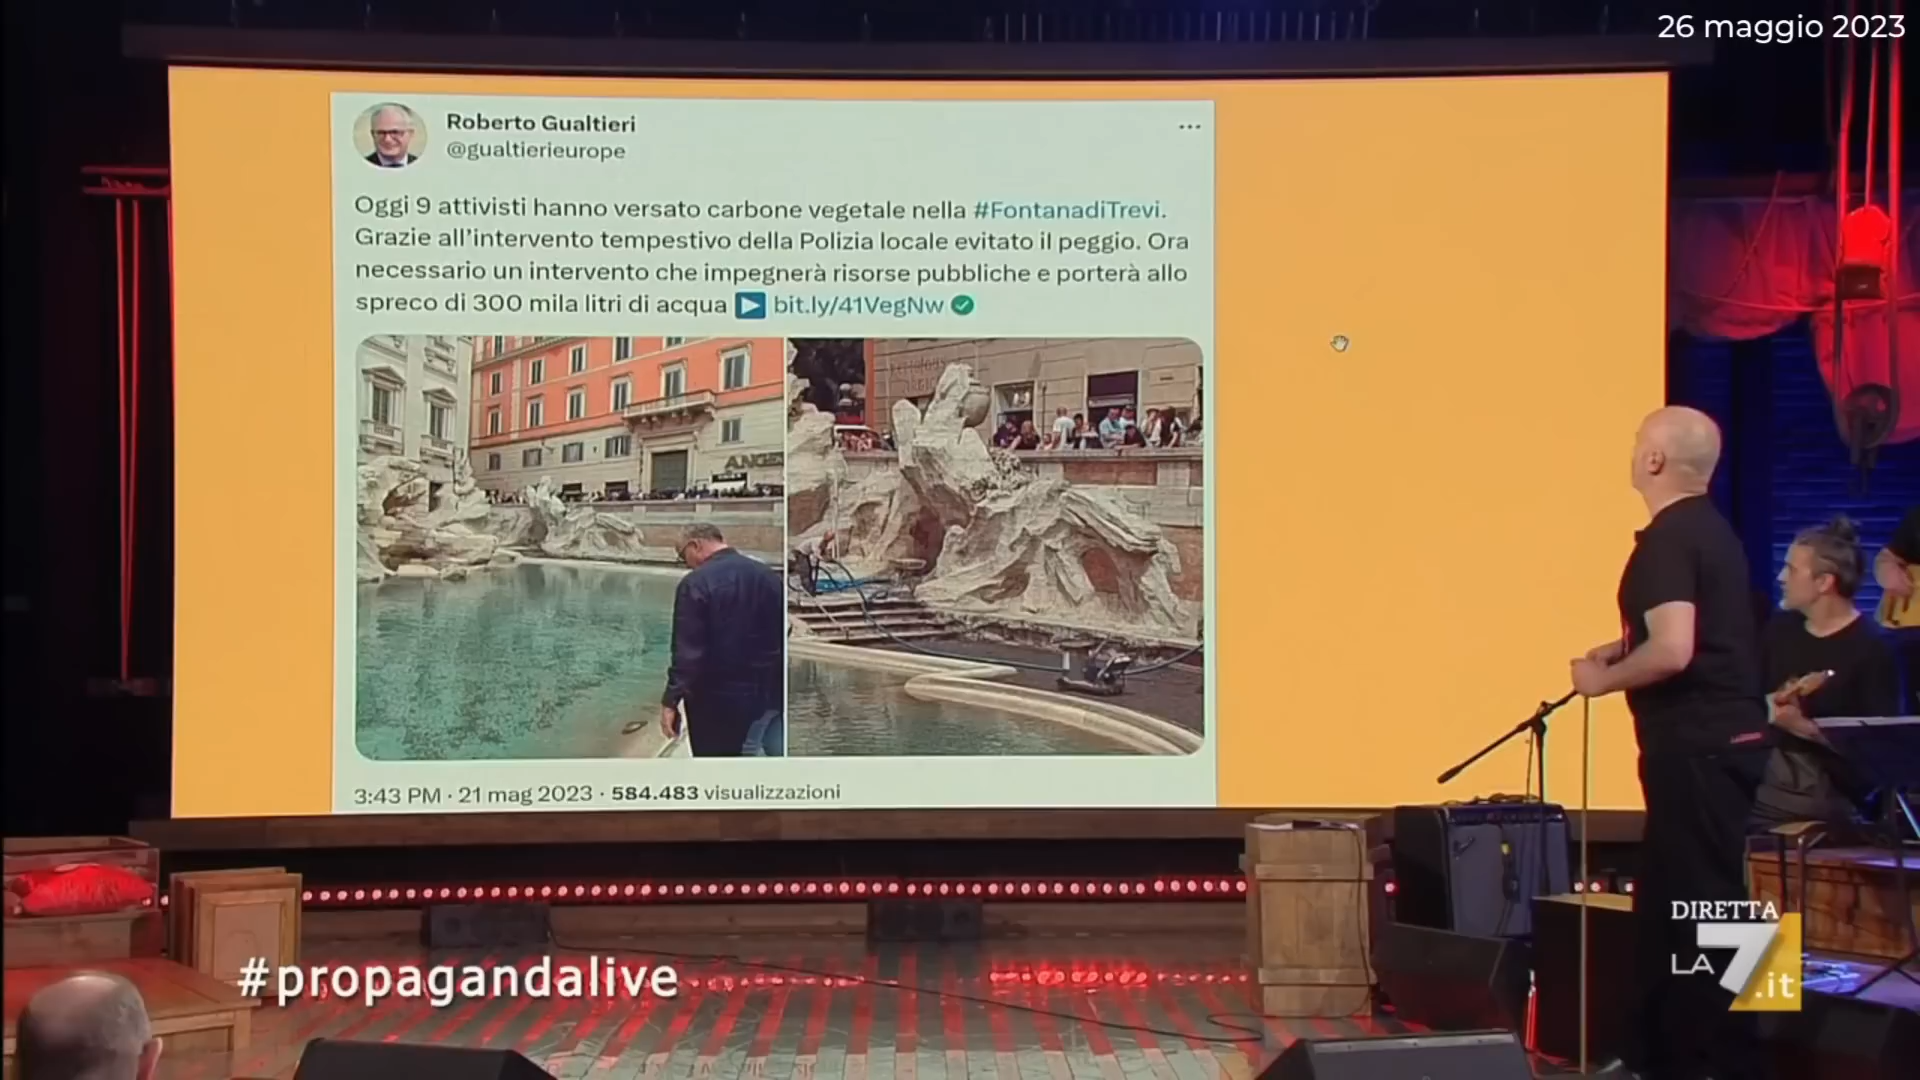 26 maggio 2023
Roberto Gualtieri
@gualtierieurope
Oggi 9 attivisti hanno versato carbone vegetale nella #FontanadiTrevi.
Grazie all'intervento tempestivo della Polizia locale evitato il peggio. Ora
necessario un intervento che impegnerà risorse pubbliche e porterà allo
spreco di 300 mila litri di acqua ▶ bit.ly/41VegNw
3:43 PM · 21 mag 2023 · 584.483 visualizzazioni
#propagandalive
DIRETTA
LA7.it